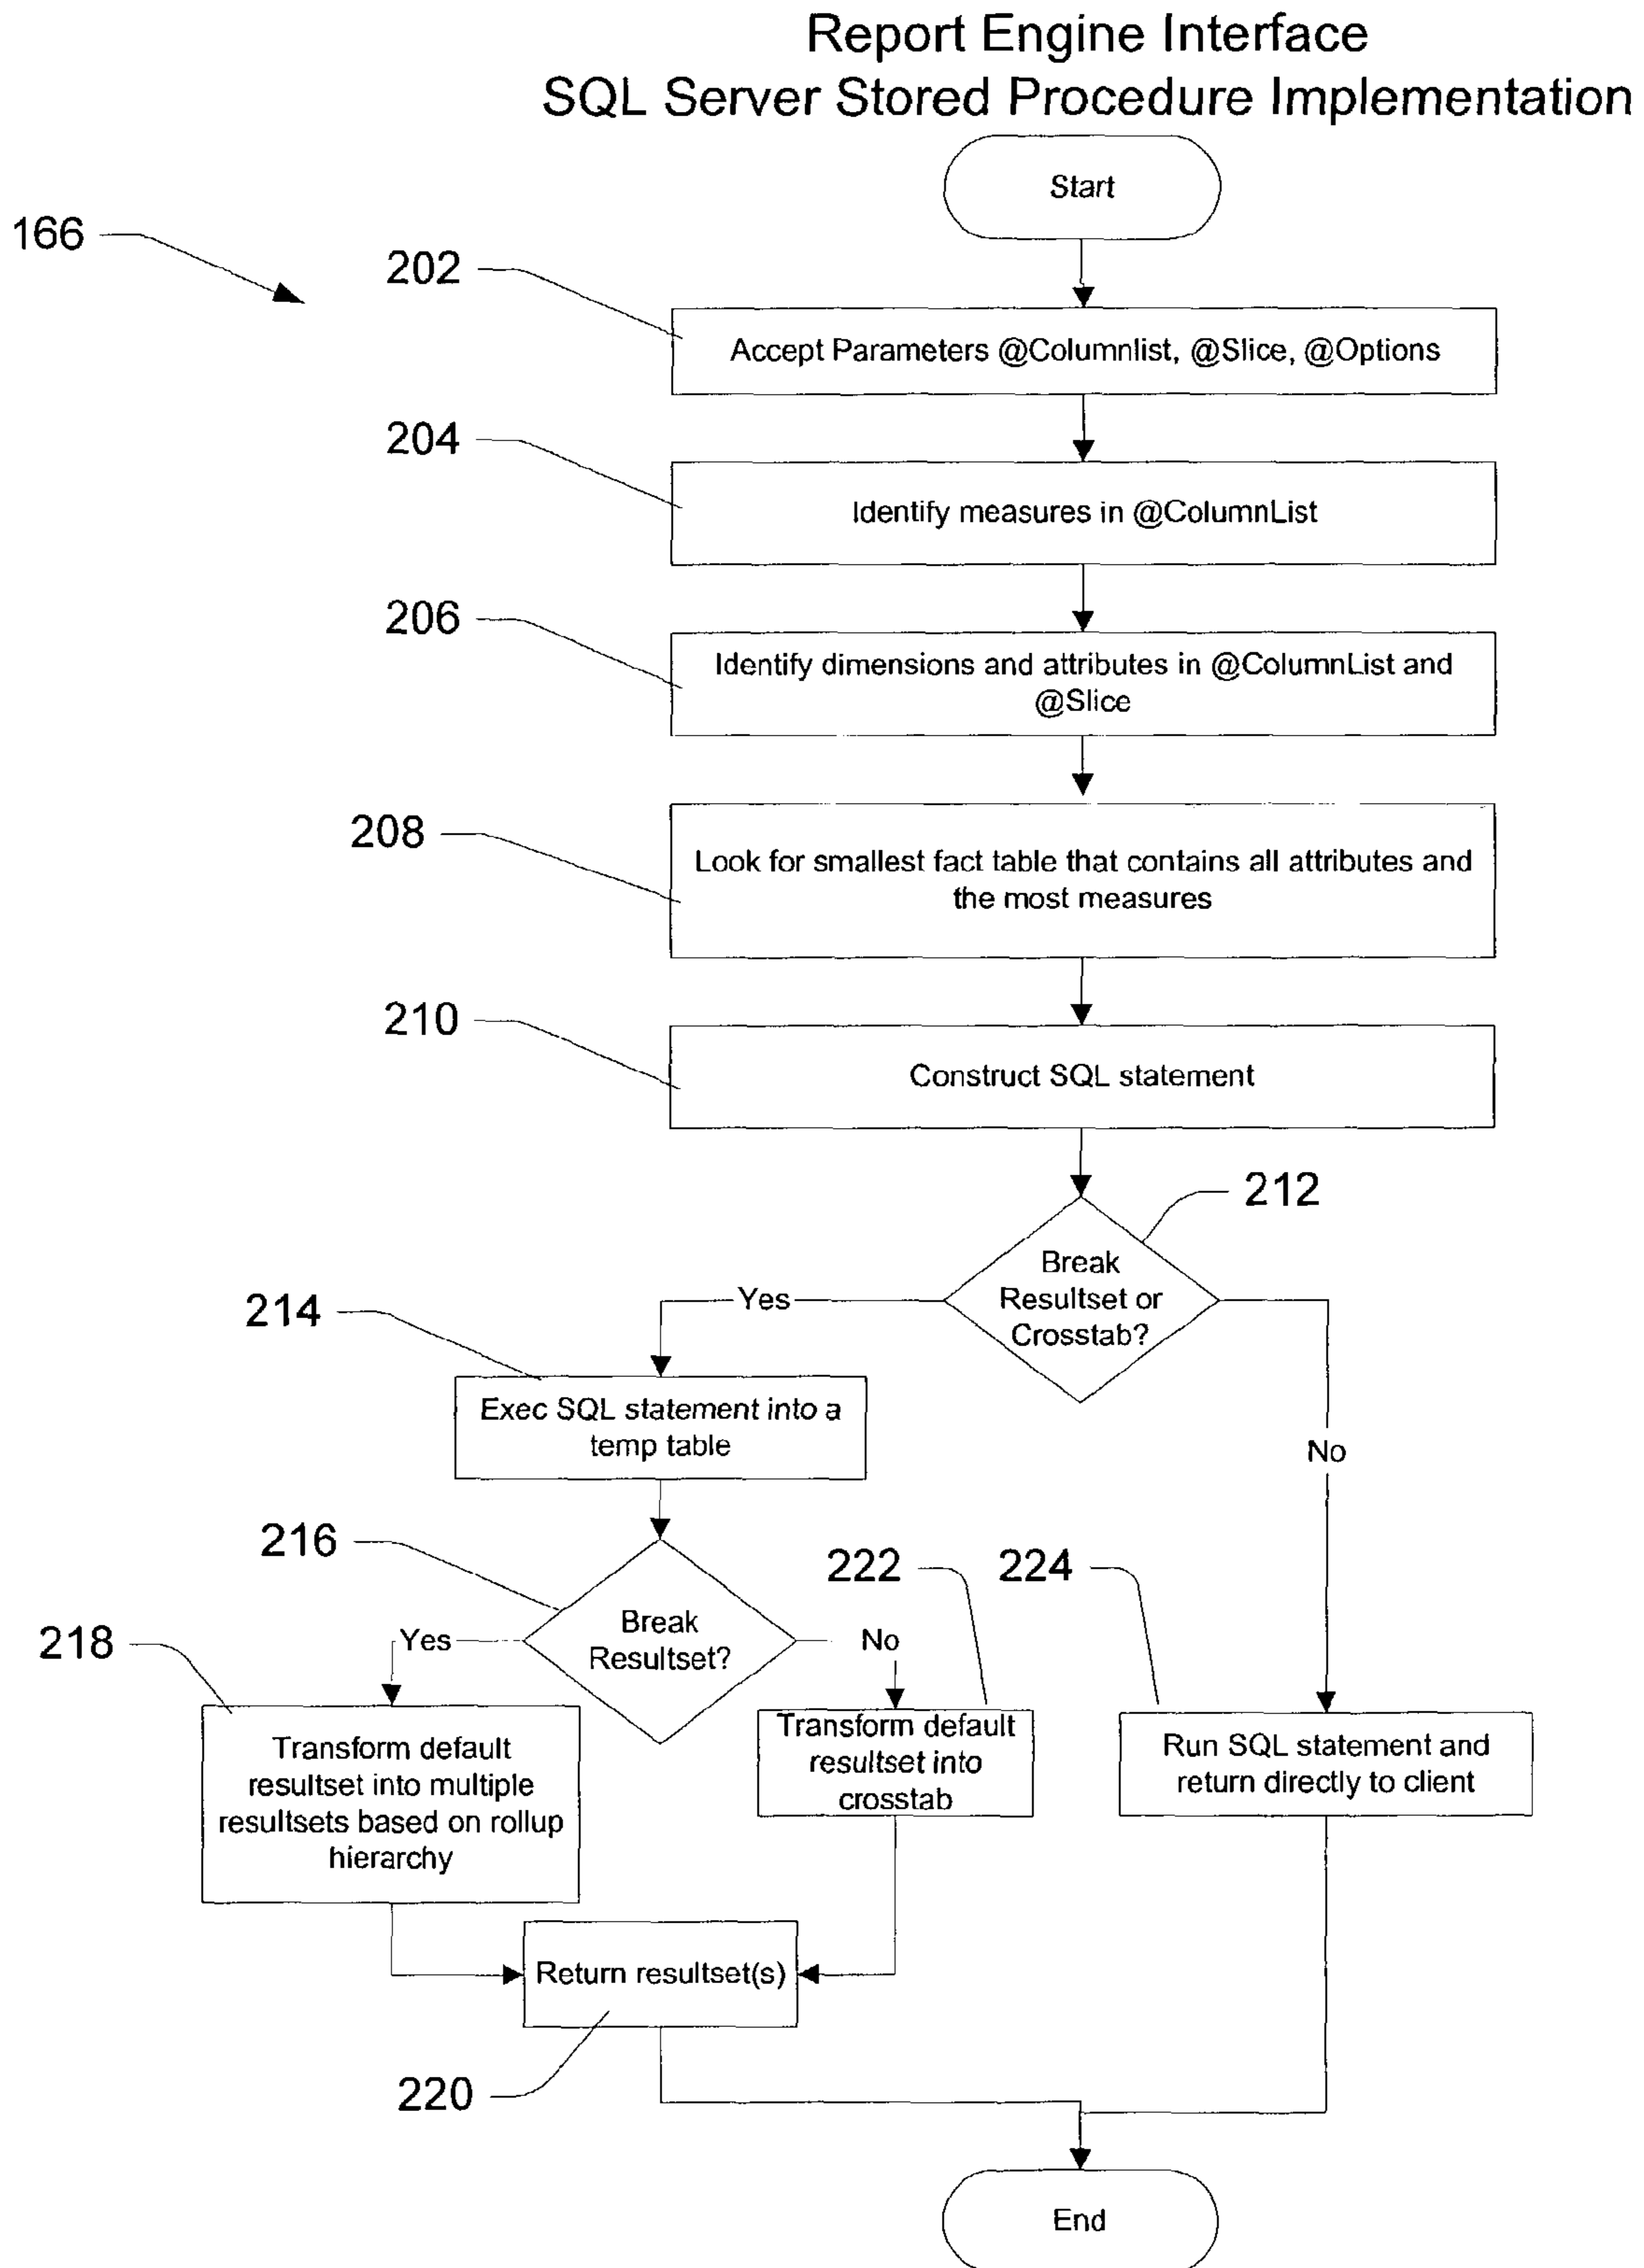 Report Engine Interface
SQL Server Stored Procedure Implementation
Start
166
202
Accept Parameters @Columnlist, @Slice, @Options
204
Identify measures in @ColumnList
206
Identify dimensions and attributes in @ColumnList and
@Slice
208
Look for smallest fact table that contains all attributes and
the most measures
210
Construct SQL statement
212
Break
Resultset or
Crosstab?
Yes
No
214
Exec SQL statement into a
temp table
216
Break
Resultset?
Yes
No
222
224
218
Transform default
resultset into multiple
resultsets based on rollup
hierarchy
Transform default
resultset into
crosstab
Run SQL statement and
return directly to client
Return resultset(s)
220
End